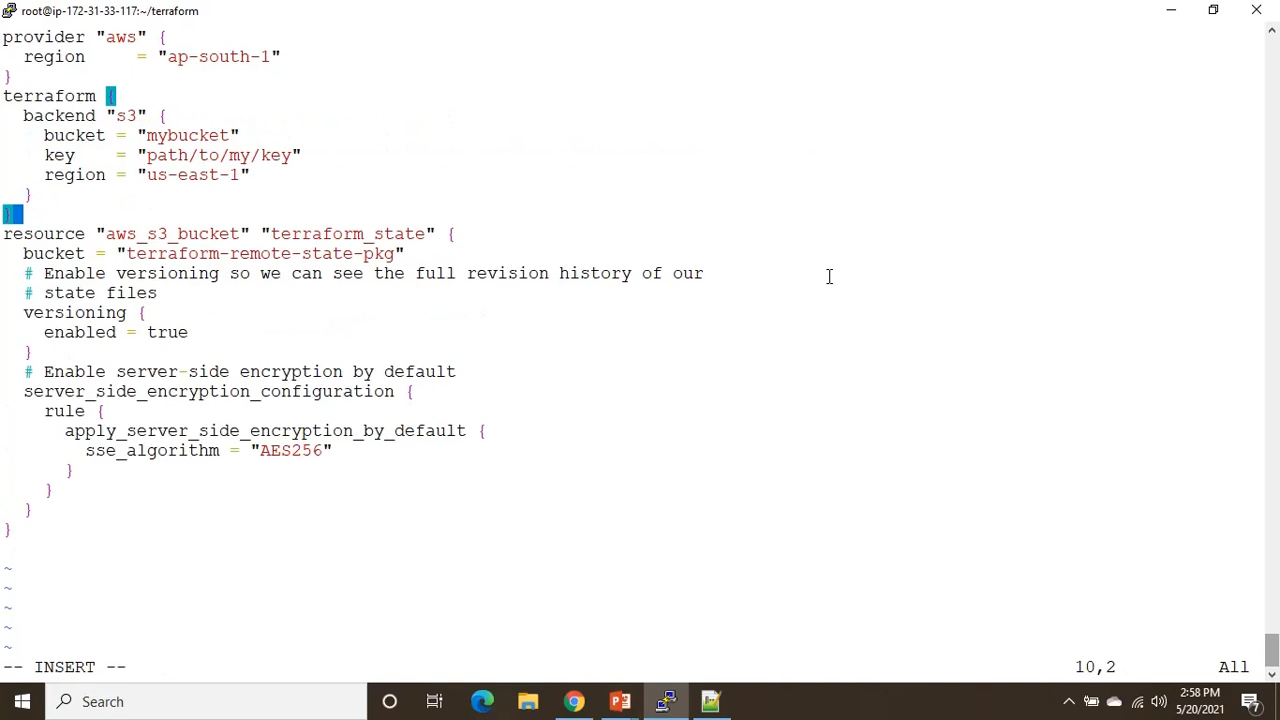 root@ip-172-31-33-117:~/terraform
provider "aws" {
  region     = "ap-south-1"
}
terraform {
  backend "s3" {
    bucket = "mybucket"
    key    = "path/to/my/key"
    region = "us-east-1"
  }
}
resource "aws_s3_bucket" "terraform_state" {
  bucket = "terraform-remote-state-pkg"
  # Enable versioning so we can see the full revision history of our
  # state files
  versioning {
    enabled = true
  }
  # Enable server-side encryption by default
  server_side_encryption_configuration {
    rule {
      apply_server_side_encryption_by_default {
        sse_algorithm = "AES256"
      }
    }
  }
}
~
~
~
~
~
-- INSERT -- 10,2 All
Search
2:58 PM
5/20/2021
7